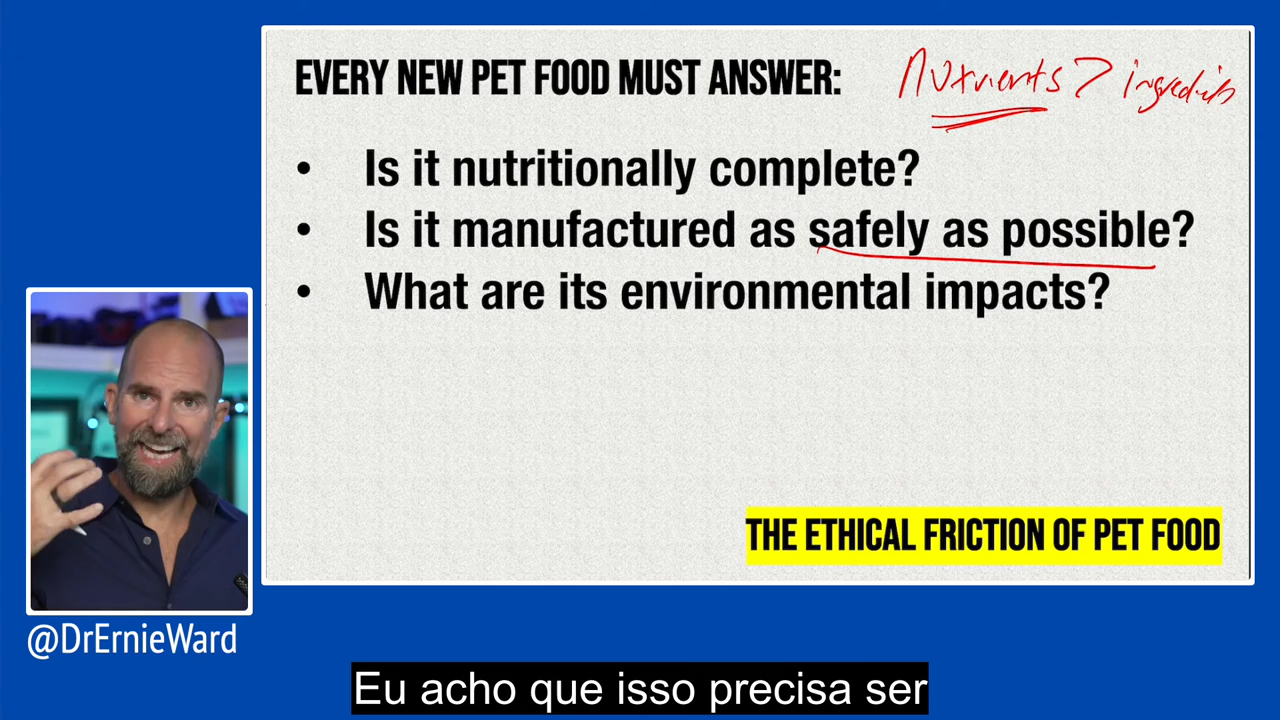 EVERY NEW PET FOOD MUST ANSWER:
Nutrients > ingredients
• Is it nutritionally complete?
• Is it manufactured as safely as possible?
• What are its environmental impacts?
THE ETHICAL FRICTION OF PET FOOD
@DrErnieWard
Eu acho que isso precisa ser